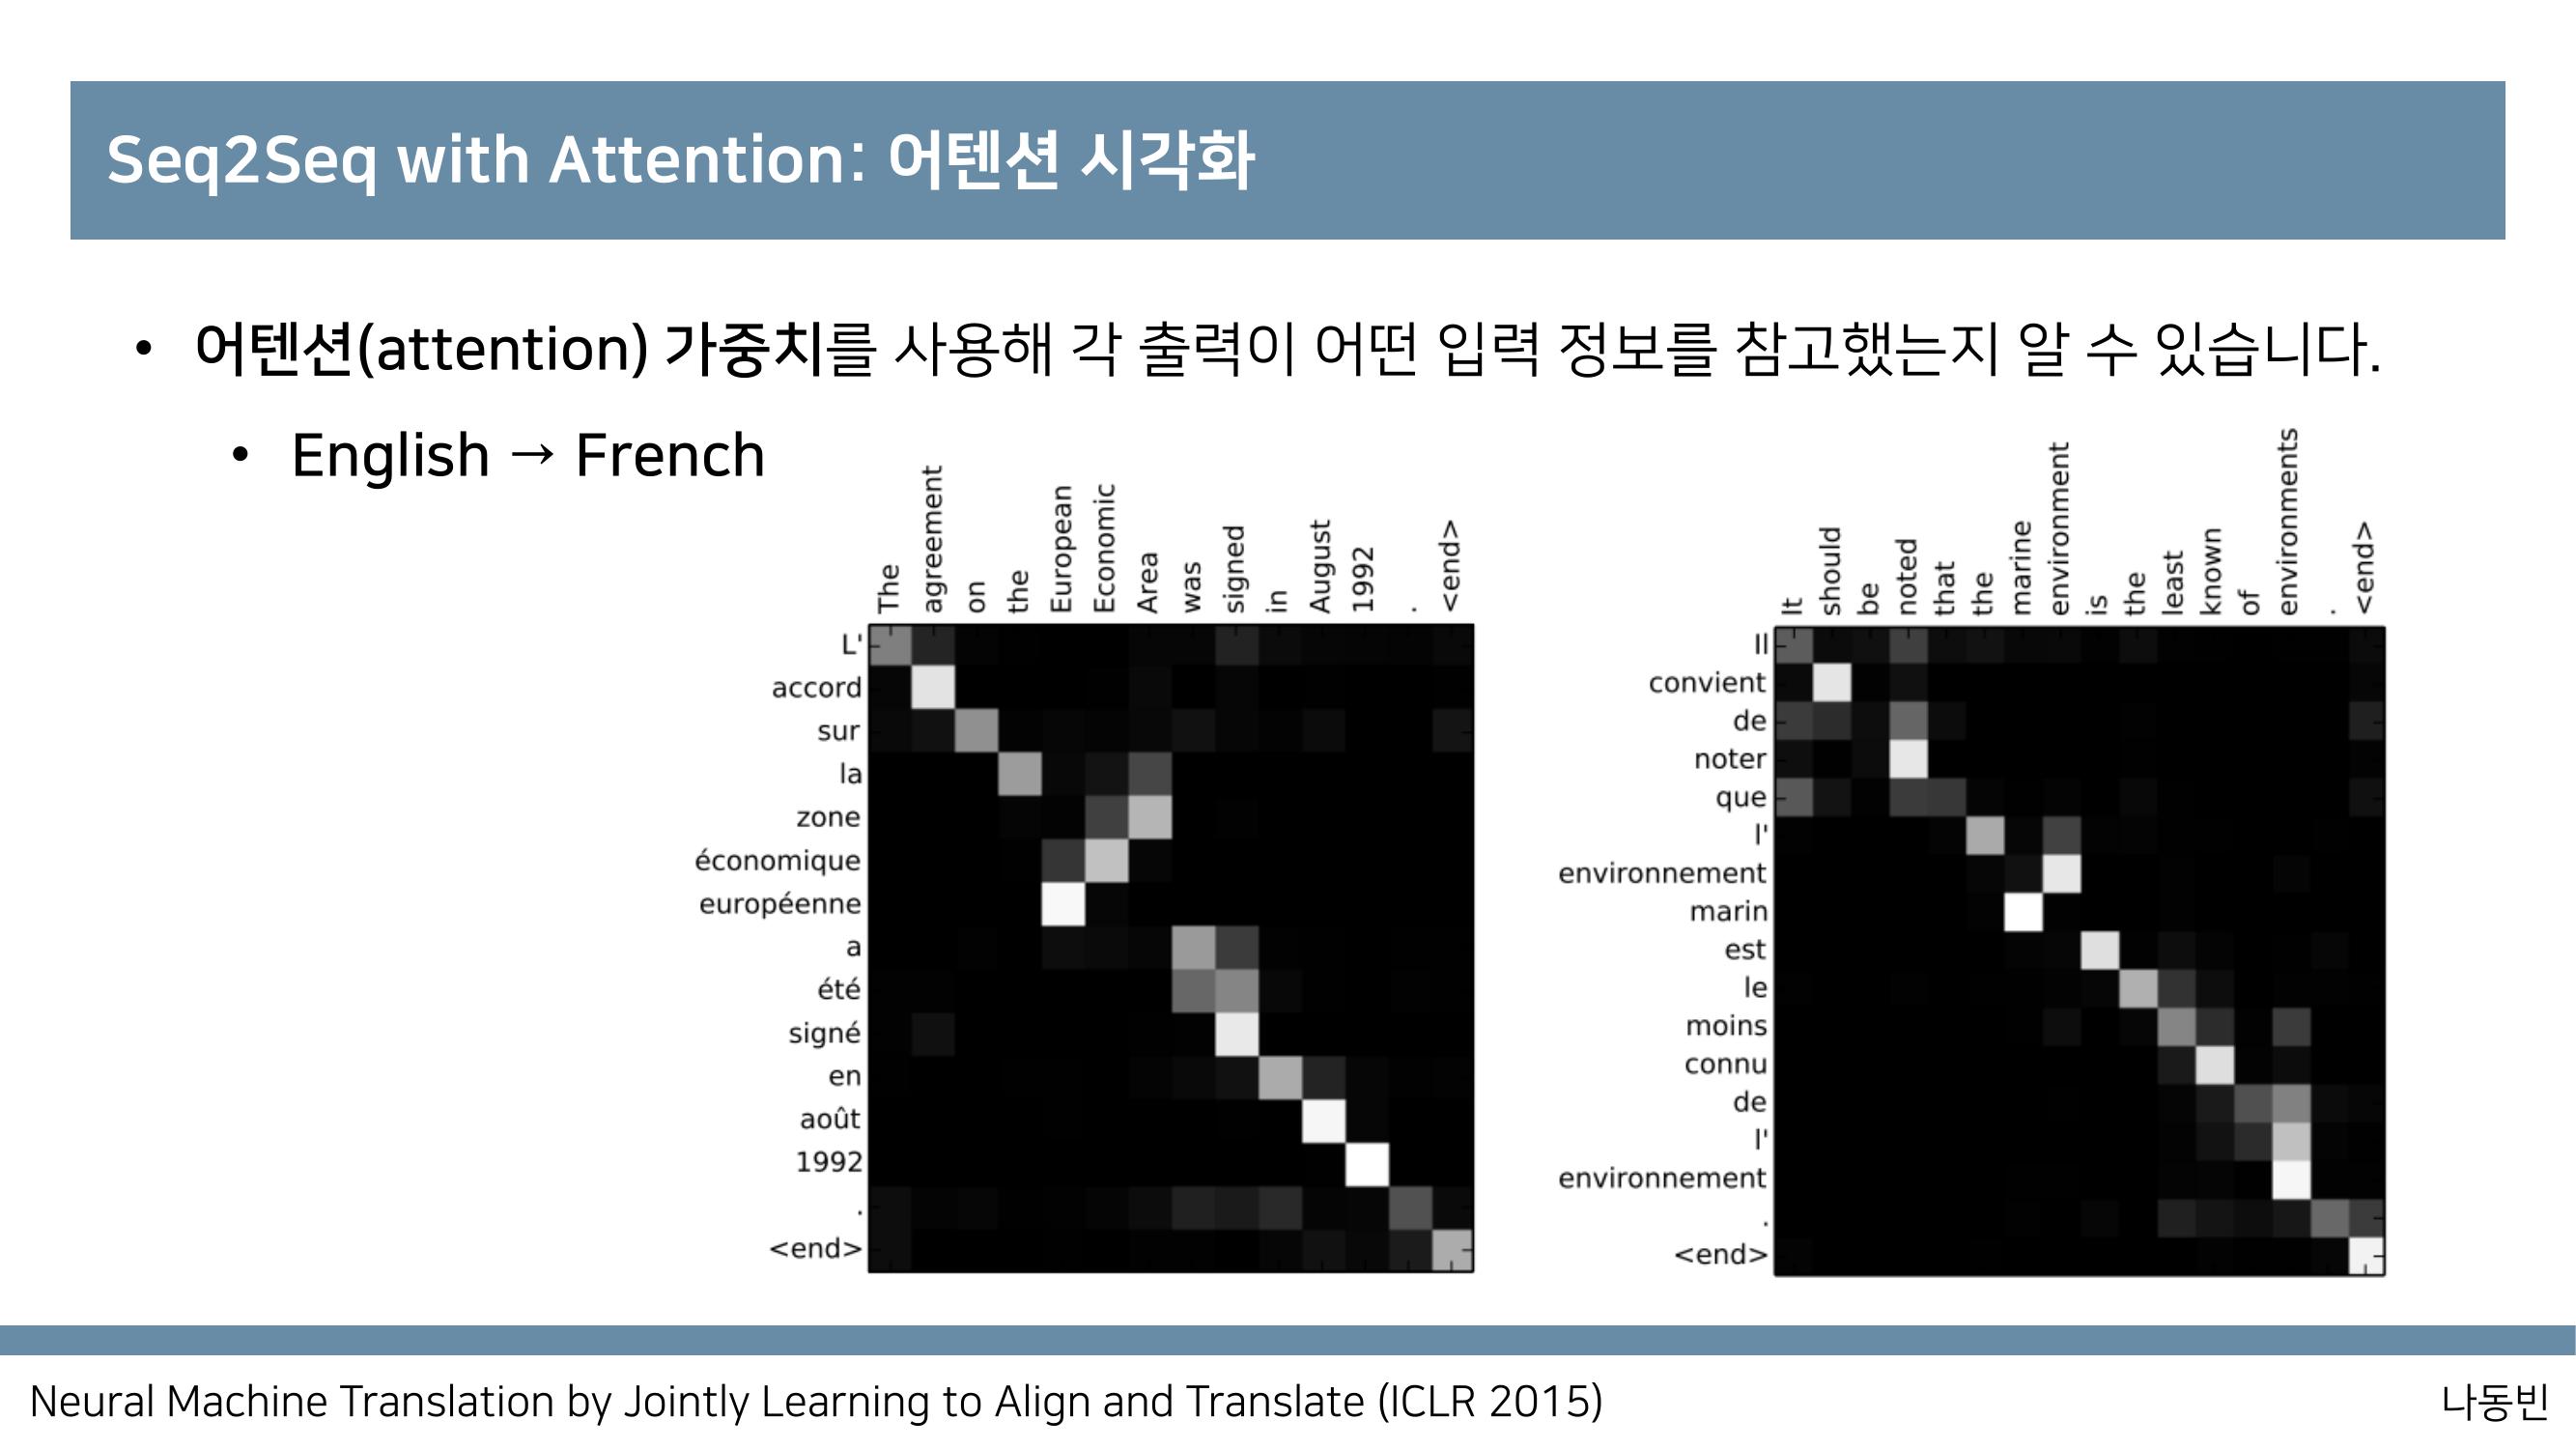 Seq2Seq with Attention: 어텐션 시각화
• 어텐션(attention) 가중치를 사용해 각 출력이 어떤 입력 정보를 참고했는지 알 수 있습니다.
• English → French
The agreement on the European Economic Area was signed in August 1992 . <end>
L'
accord
sur
la
zone
économique
européenne
a
été
signé
en
août
1992
.
<end>
It should be noted that the marine environment is the least known of environments . <end>
Il
convient
de
noter
que
l'
environnement
marin
est
le
moins
connu
de
l'
environnement
.
<end>
Neural Machine Translation by Jointly Learning to Align and Translate (ICLR 2015)
나동빈